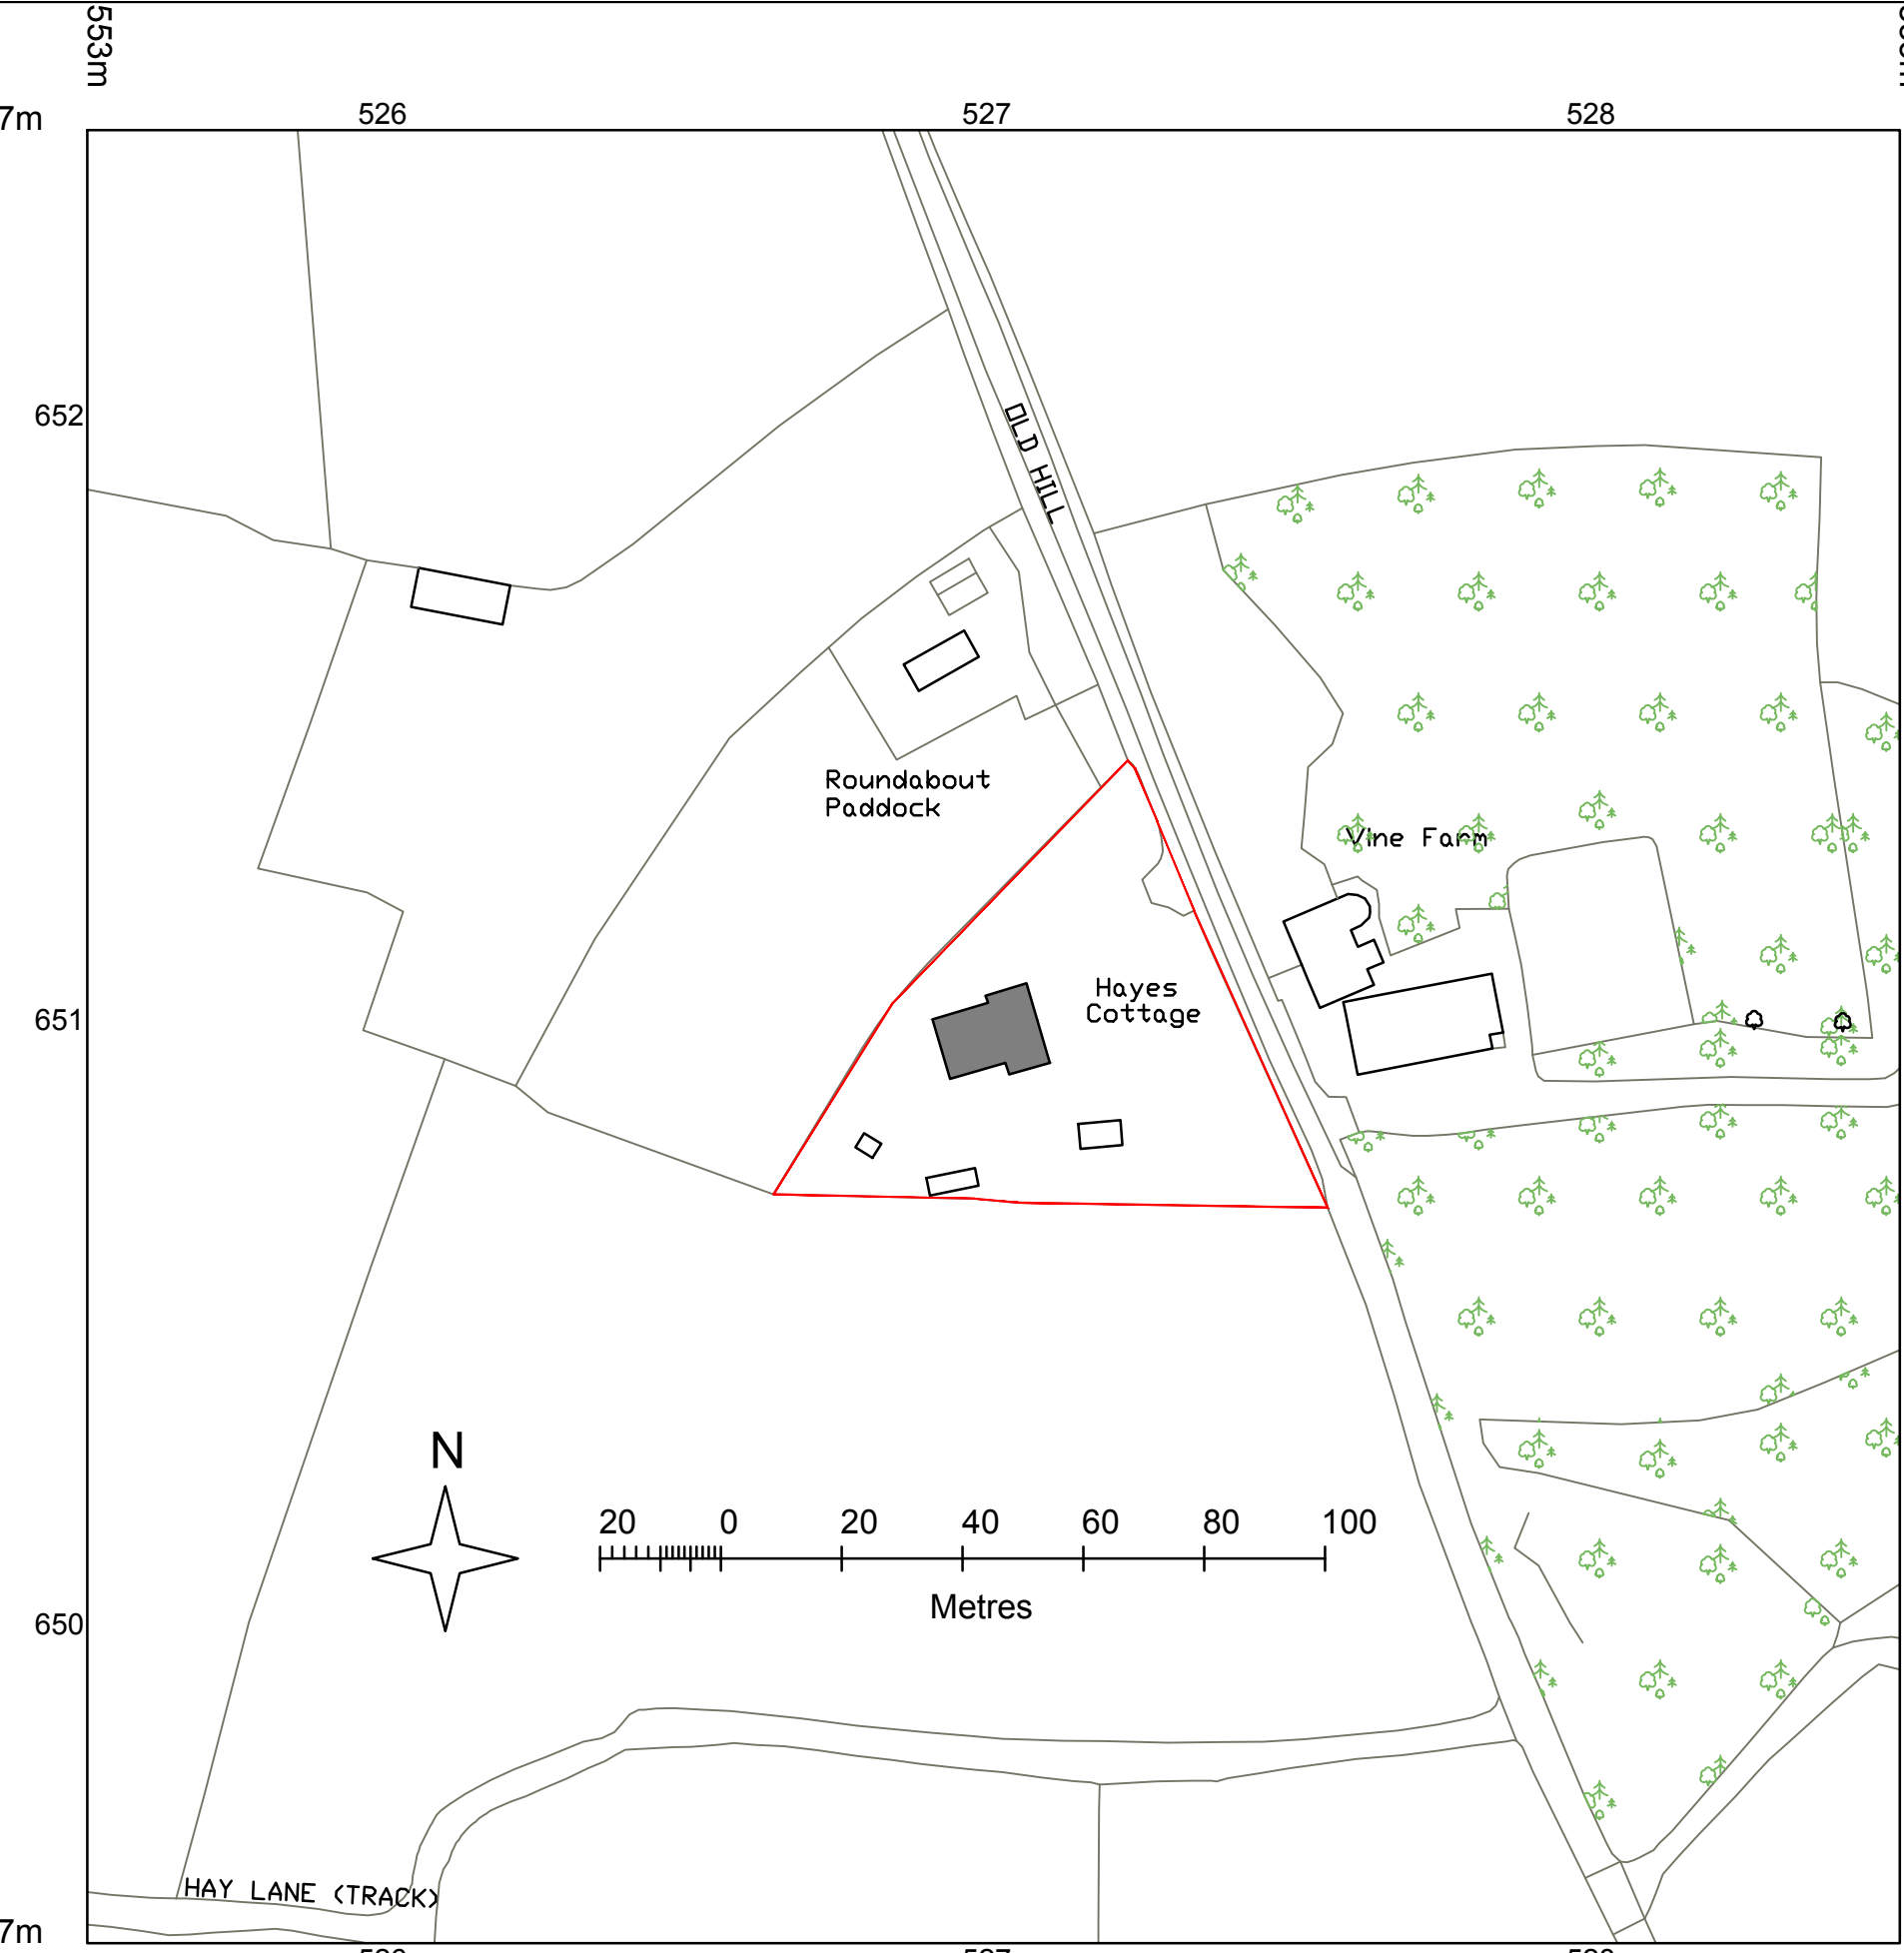 553m
7m
526 527 528
652
OLD HILL
Roundabout
Paddock
Vine Farm
651
Hayes
Cottage
N
20 0 20 40 60 80 100
Metres
650
HAY LANE (TRACK)
7m